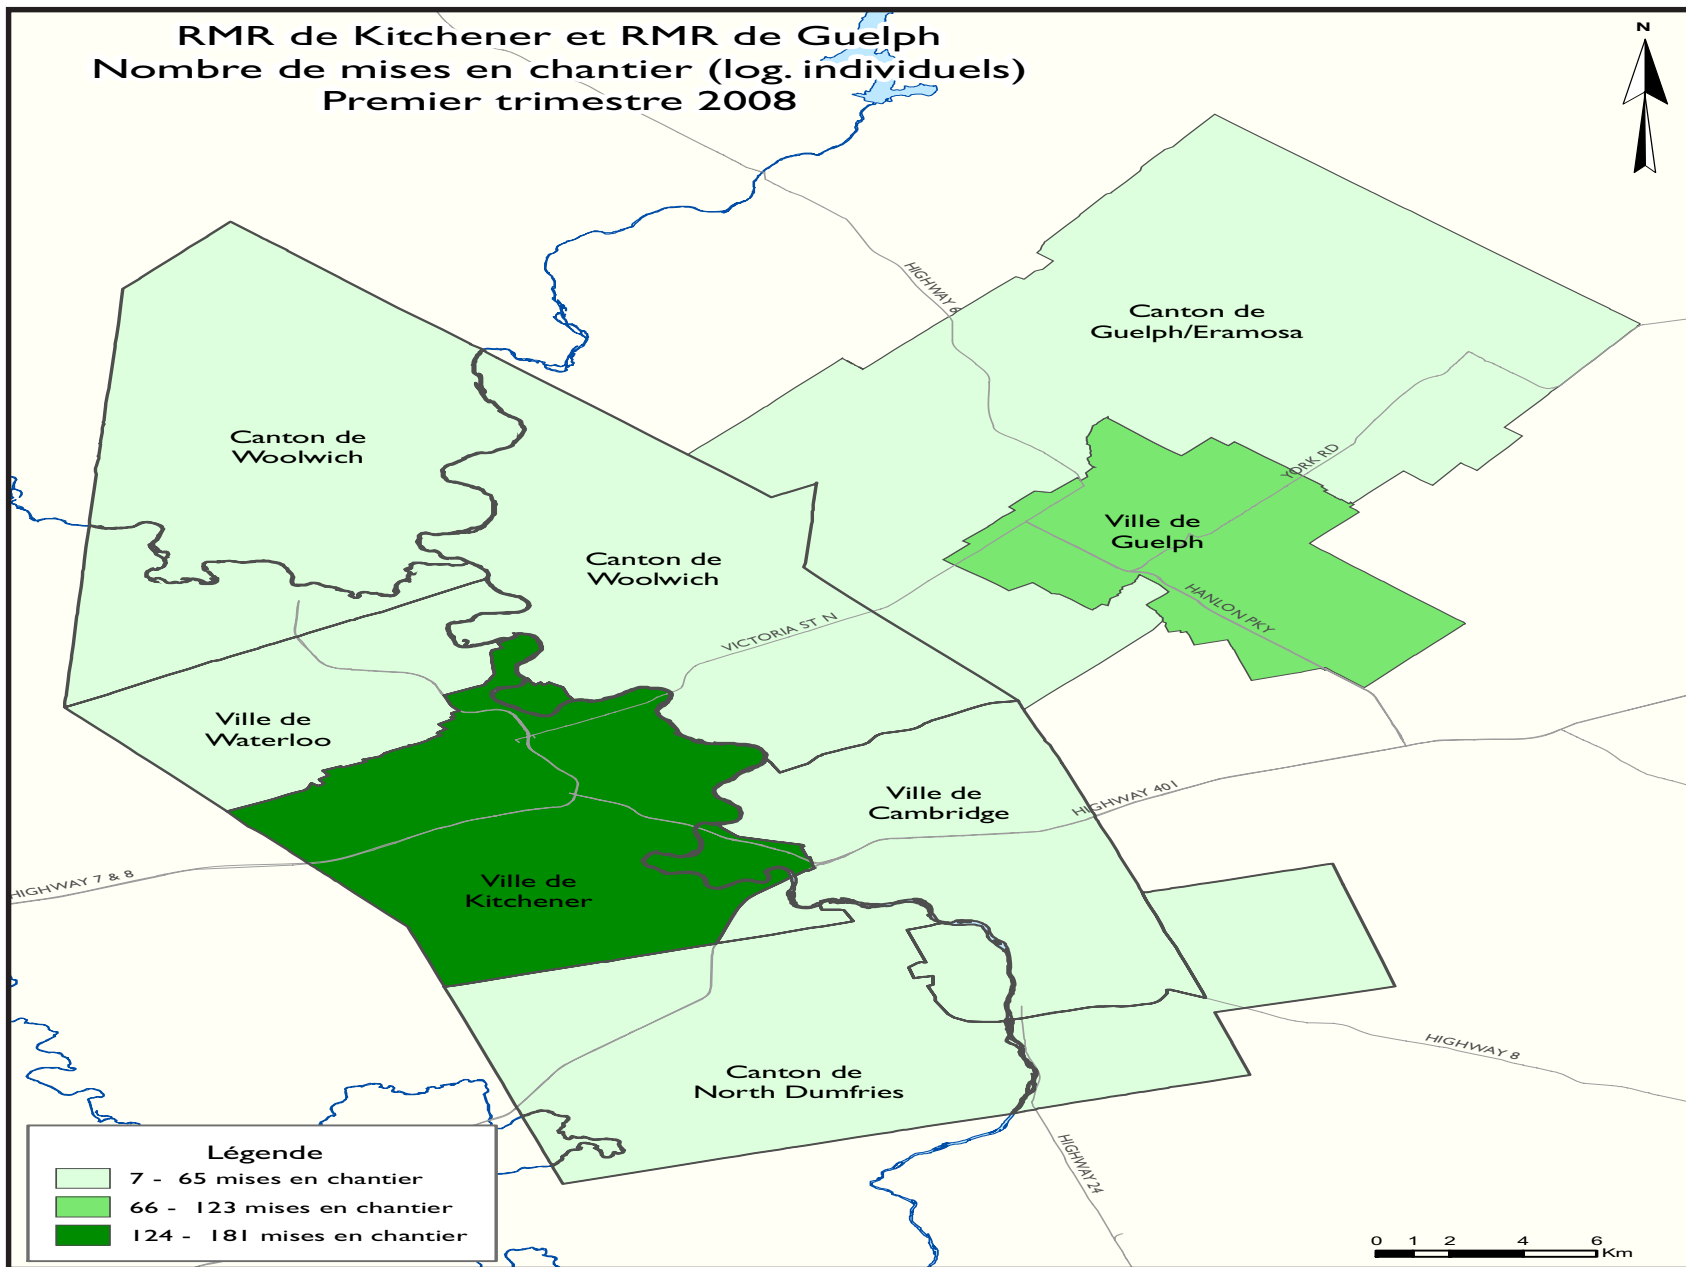 RMR de Kitchener et RMR de Guelph
Nombre de mises en chantier (log. individuels)
Premier trimestre 2008
N
HIGHWAY 6
Canton de
Guelph/Eramosa
Canton de
Woolwich
YORK RD
Ville de
Guelph
Canton de
Woolwich
HANLON PKY
VICTORIA ST N
Ville de
Waterloo
Ville de
Cambridge
HIGHWAY 401
HIGHWAY 7 & 8
Ville de
Kitchener
HIGHWAY 8
Canton de
North Dumfries
HIGHWAY 24
Légende
7 - 65 mises en chantier
66 - 123 mises en chantier
124 - 181 mises en chantier
0 1 2 4 6
Km